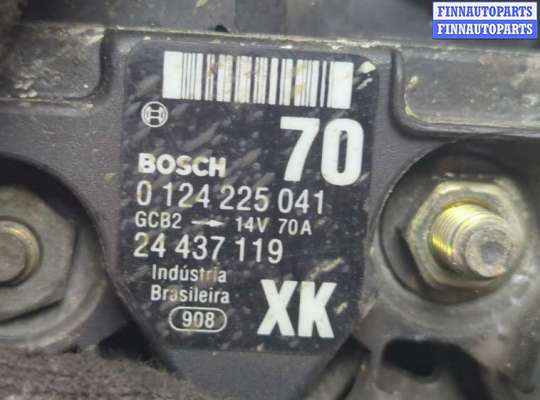 FINNAUTOPARTS
FINNAUTOPARTS
70
BOSCH
0 124 225 041
GCB2 → 14V 70A
24 437 119
Indústria
Brasileira
XK
908